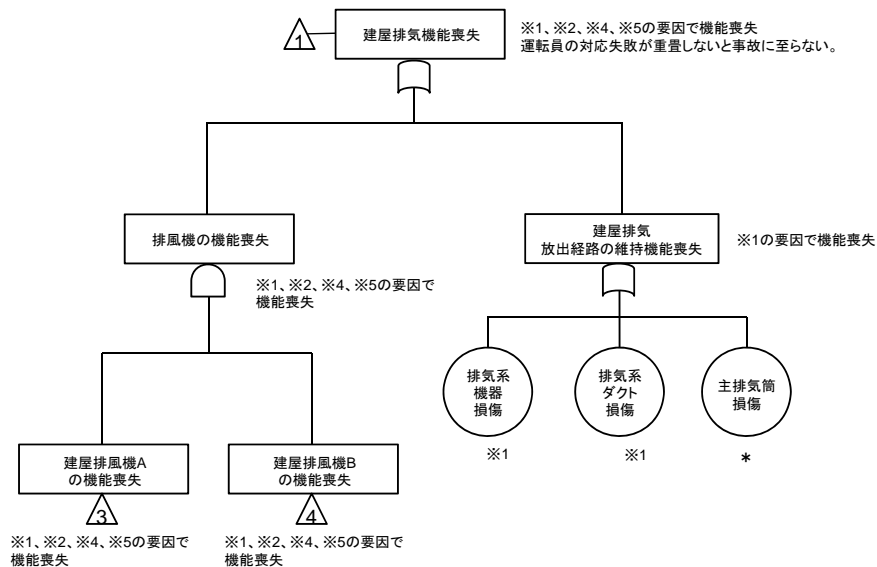 1
建屋排気機能喪失
※1、※2、※4、※5の要因で機能喪失
運転員の対応失敗が重畳しないと事故に至らない。
排風機の機能喪失
※1、※2、※4、※5の要因で
機能喪失
建屋排気
放出経路の維持機能喪失
※1の要因で機能喪失
排気系
機器
損傷
※1
排気系
ダクト
損傷
※1
主排気筒
損傷
*
建屋排風機A
の機能喪失
3
※1、※2、※4、※5の要因で
機能喪失
建屋排風機B
の機能喪失
4
※1、※2、※4、※5の要因で
機能喪失